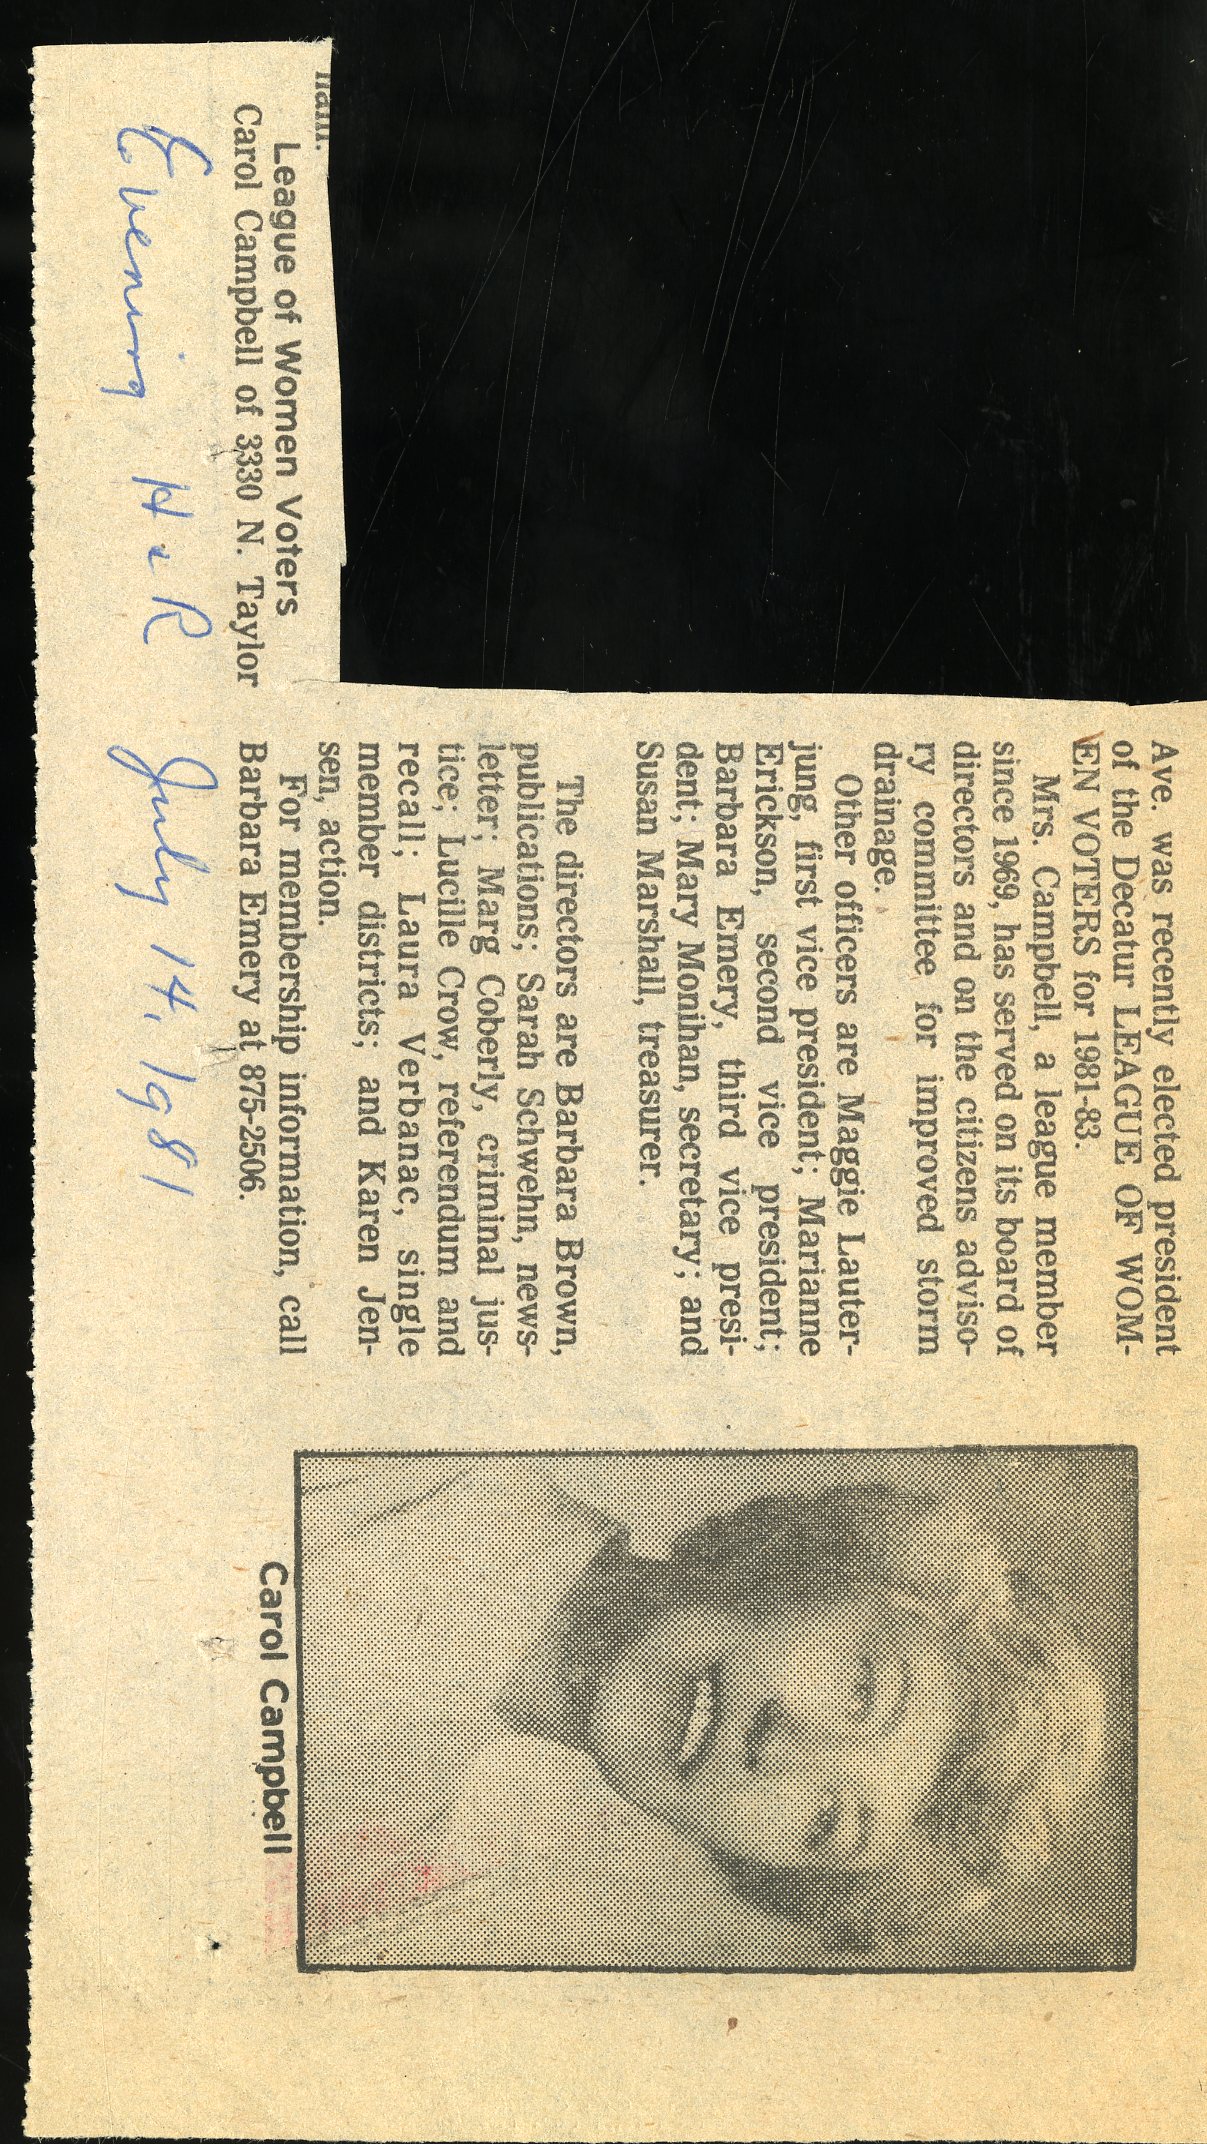 League of Women Voters
Carol Campbell of 3330 N. Taylor
Ave. was recently elected president
of the Decatur LEAGUE OF WOM-
EN VOTERS for 1981-83.
Mrs. Campbell, a league member
since 1969, has served on its board of
directors and on the citizens adviso-
ry committee for improved storm
drainage.
Other officers are Maggie Lauter-
jung, first vice president; Marianne
Erickson, second vice president;
Barbara Emery, third vice presi-
dent; Mary Monihan, secretary; and
Susan Marshall, treasurer.
The directors are Barbara Brown,
publications; Sarah Schwehn, news-
letter; Marg Coberly, criminal jus-
tice; Lucille Crow, referendum and
recall; Laura Verbanac, single
member districts; and Karen Jen-
sen, action.
For membership information, call
Barbara Emery at 875-2506.
Carol Campbell
Evening H & R July 14, 1981